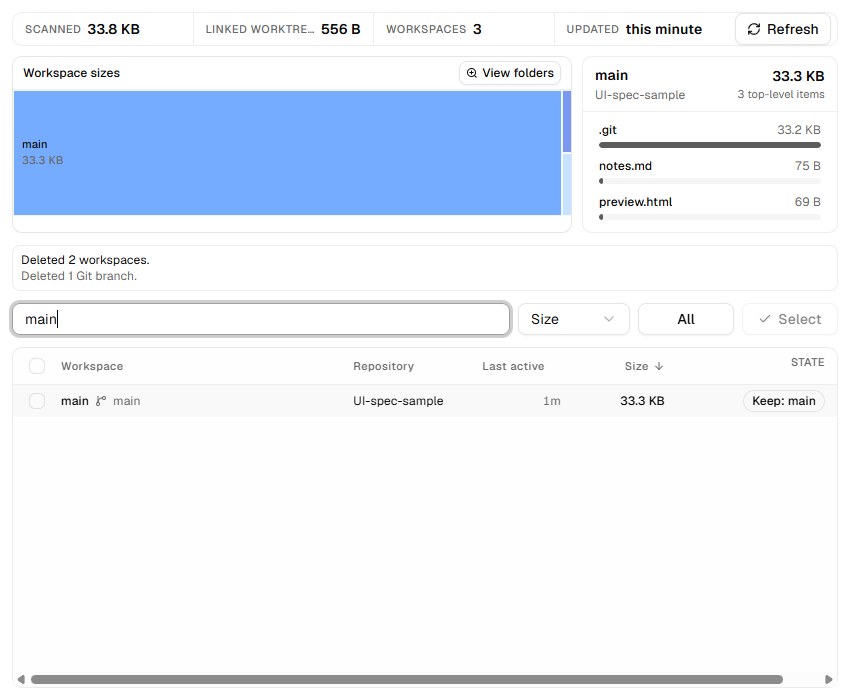 SCANNED 33.8 KB LINKED WORKTRE... 556 B WORKSPACES 3 UPDATED this minute Refresh
Workspace sizes View folders
main 33.3 KB
UI-spec-sample 3 top-level items
main
33.3 KB
.git 33.2 KB
notes.md 75 B
preview.html 69 B
Deleted 2 workspaces.
Deleted 1 Git branch.
main Size All Select
Workspace Repository Last active Size STATE
main main UI-spec-sample 1m 33.3 KB Keep: main